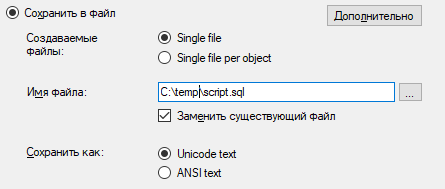 Сохранить в файл
Дополнительно
Создаваемые файлы:
Single file
Single file per object
Имя файла:
C:\temp\script.sql
...
Заменить существующий файл
Сохранить как:
Unicode text
ANSI text